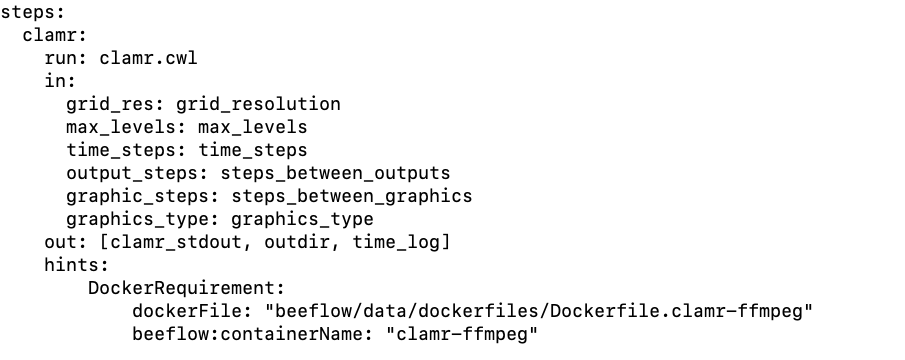 steps:
  clamr:
    run: clamr.cwl
    in:
      grid_res: grid_resolution
      max_levels: max_levels
      time_steps: time_steps
      output_steps: steps_between_outputs
      graphic_steps: steps_between_graphics
      graphics_type: graphics_type
    out: [clamr_stdout, outdir, time_log]
    hints:
        DockerRequirement:
            dockerFile: "beeflow/data/dockerfiles/Dockerfile.clamr-ffmpeg"
            beeflow:containerName: "clamr-ffmpeg"